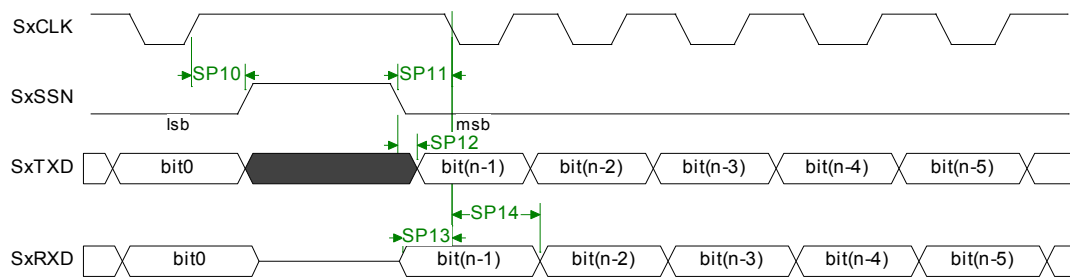 SxCLK
SP10 SP11
SxSSN
lsb msb
SP12
SxTXD bit0 bit(n-1) bit(n-2) bit(n-3) bit(n-4) bit(n-5)
SP14
SP13
SxRXD bit0 bit(n-1) bit(n-2) bit(n-3) bit(n-4) bit(n-5)